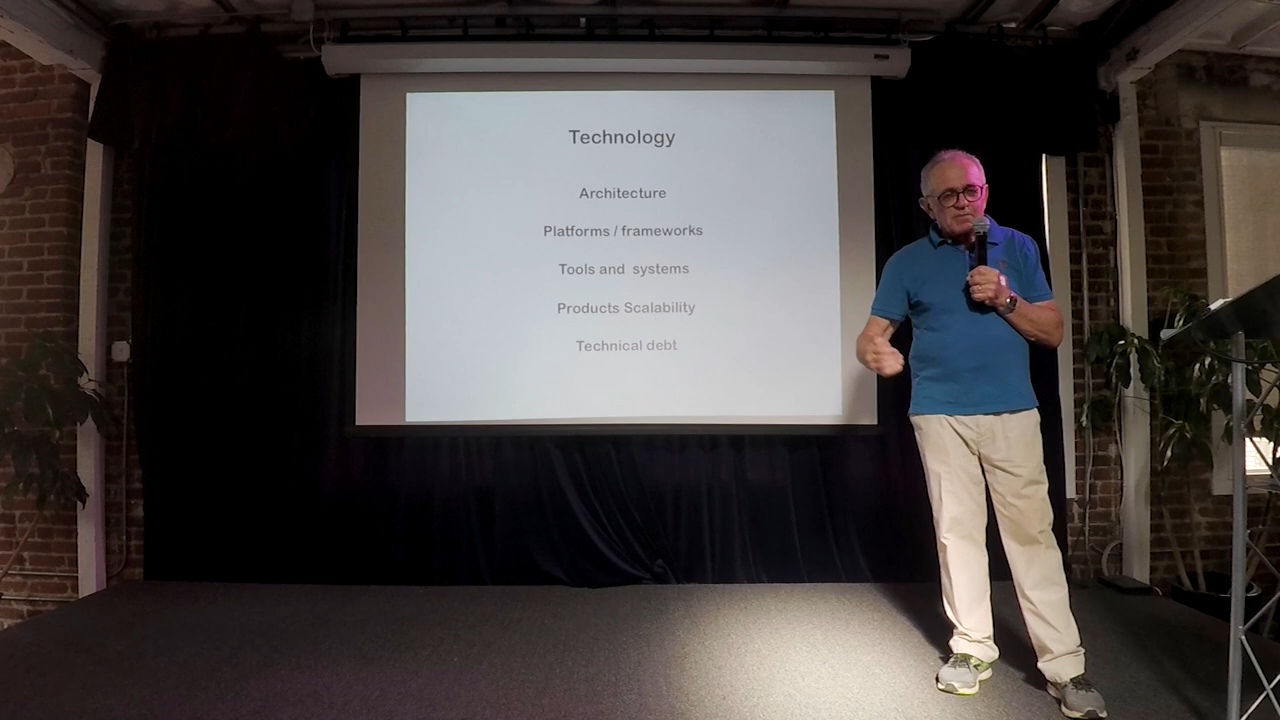 Technology
Architecture
Platforms / frameworks
Tools and systems
Products Scalability
Technical debt